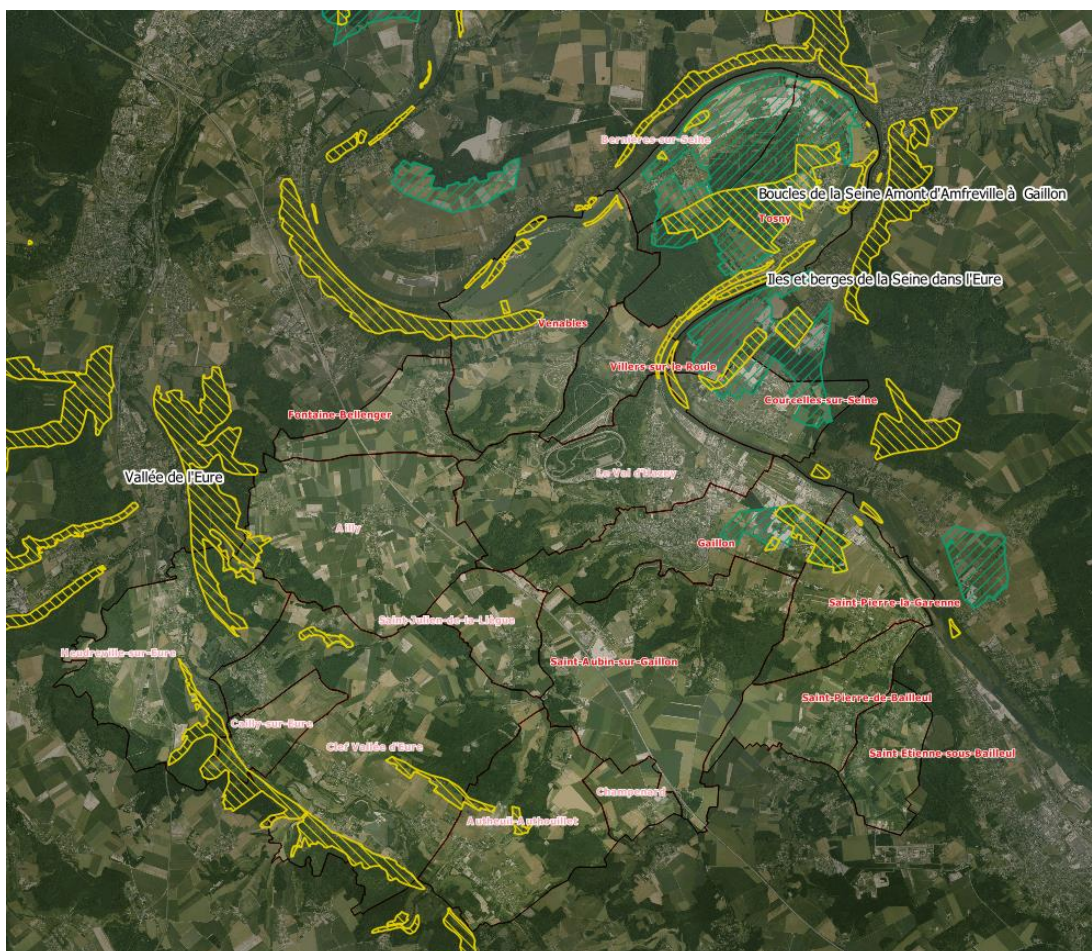 Bernières-sur-Seine
Boucles de la Seine Amont d'Amfreville à Gaillon
Tosny
Iles et berges de la Seine dans l'Eure
Venables
Villers-sur-le-Roule
Courcelles-sur-Seine
Fontaine-Bellenger
Vallée de l'Eure
Le Val d'Hazey
Ailly
Gaillon
Saint-Pierre-la-Garenne
Saint-Julien-de-la-Liègue
Heudreville-sur-Eure
Saint-Aubin-sur-Gaillon
Saint-Pierre-de-Bailleul
Cailly-sur-Eure
Clef Vallée d'Eure
Saint-Etienne-sous-Bailleul
Champenard
Autheuil-Authouillet